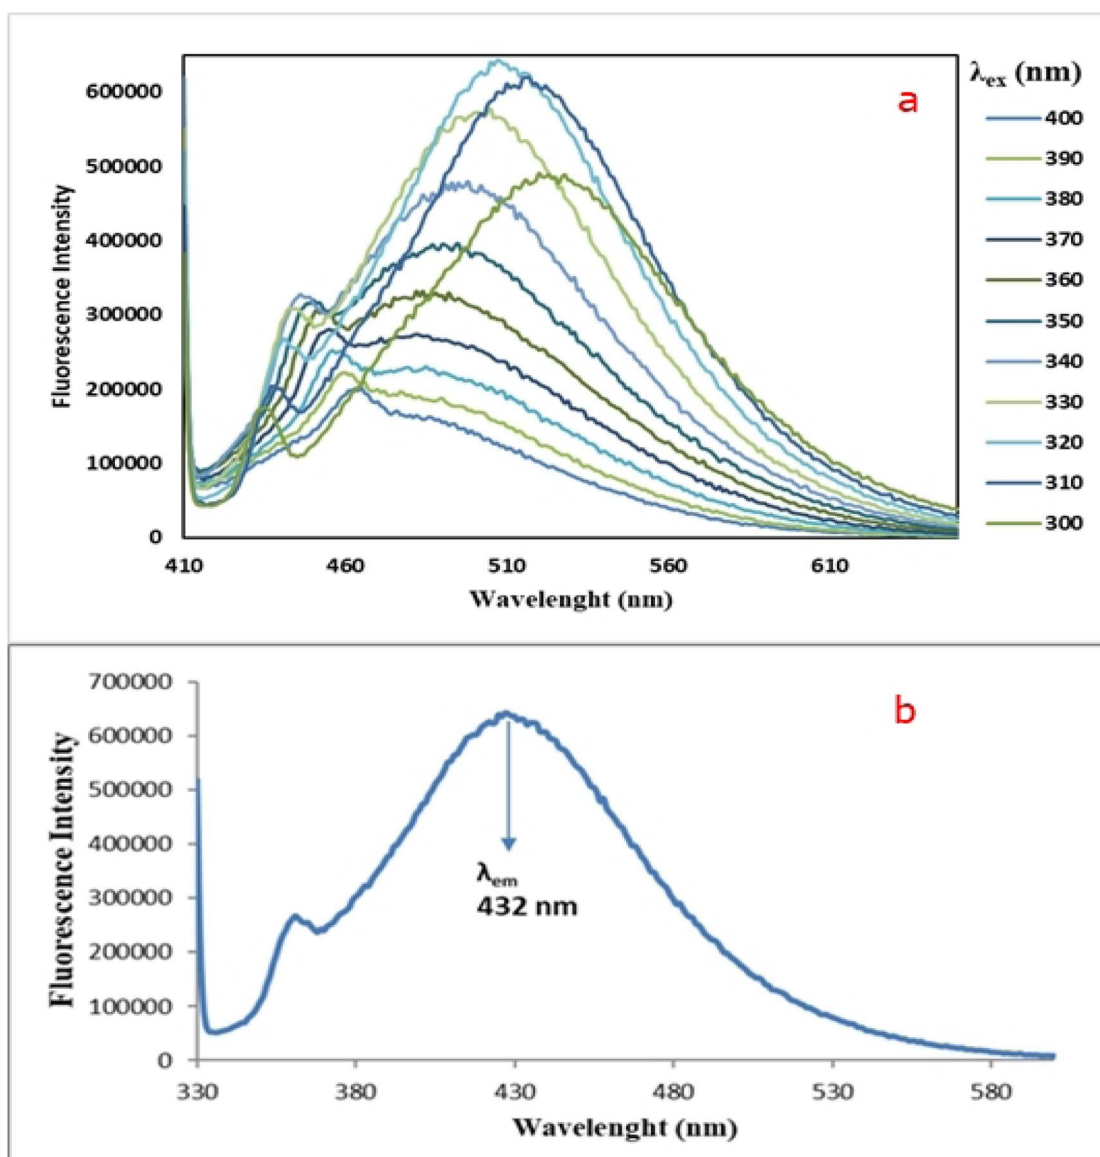 a
λex (nm)
400
390
380
370
360
350
340
330
320
310
300
Fluorescence Intensity
600000
500000
400000
300000
200000
100000
0
410 460 510 560 610
Wavelenght (nm)
b
Fluorescence Intensity
700000
600000
500000
400000
300000
200000
100000
0
λem
432 nm
330 380 430 480 530 580
Wavelenght (nm)